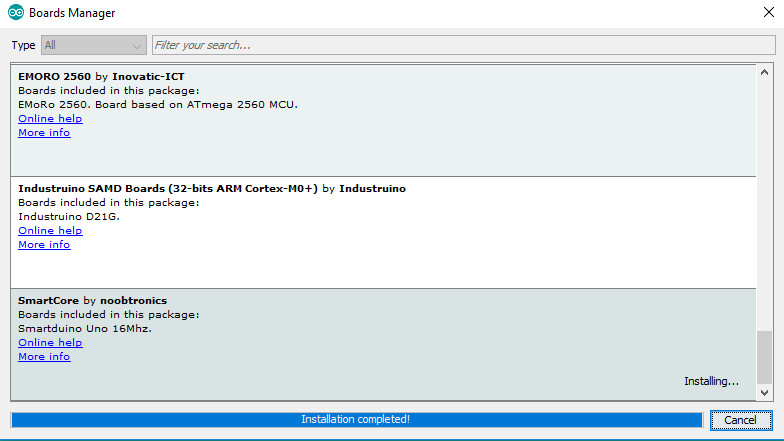 Boards Manager
Type All Filter your search...
EMORO 2560 by Inovatic-ICT
Boards included in this package:
EMoRo 2560. Board based on ATmega 2560 MCU.
Online help
More info
Industruino SAMD Boards (32-bits ARM Cortex-M0+) by Industruino
Boards included in this package:
Industruino D21G.
Online help
More info
SmartCore by noobtronics
Boards included in this package:
Smartduino Uno 16Mhz.
Online help
More info
Installing...
Installation completed! Cancel